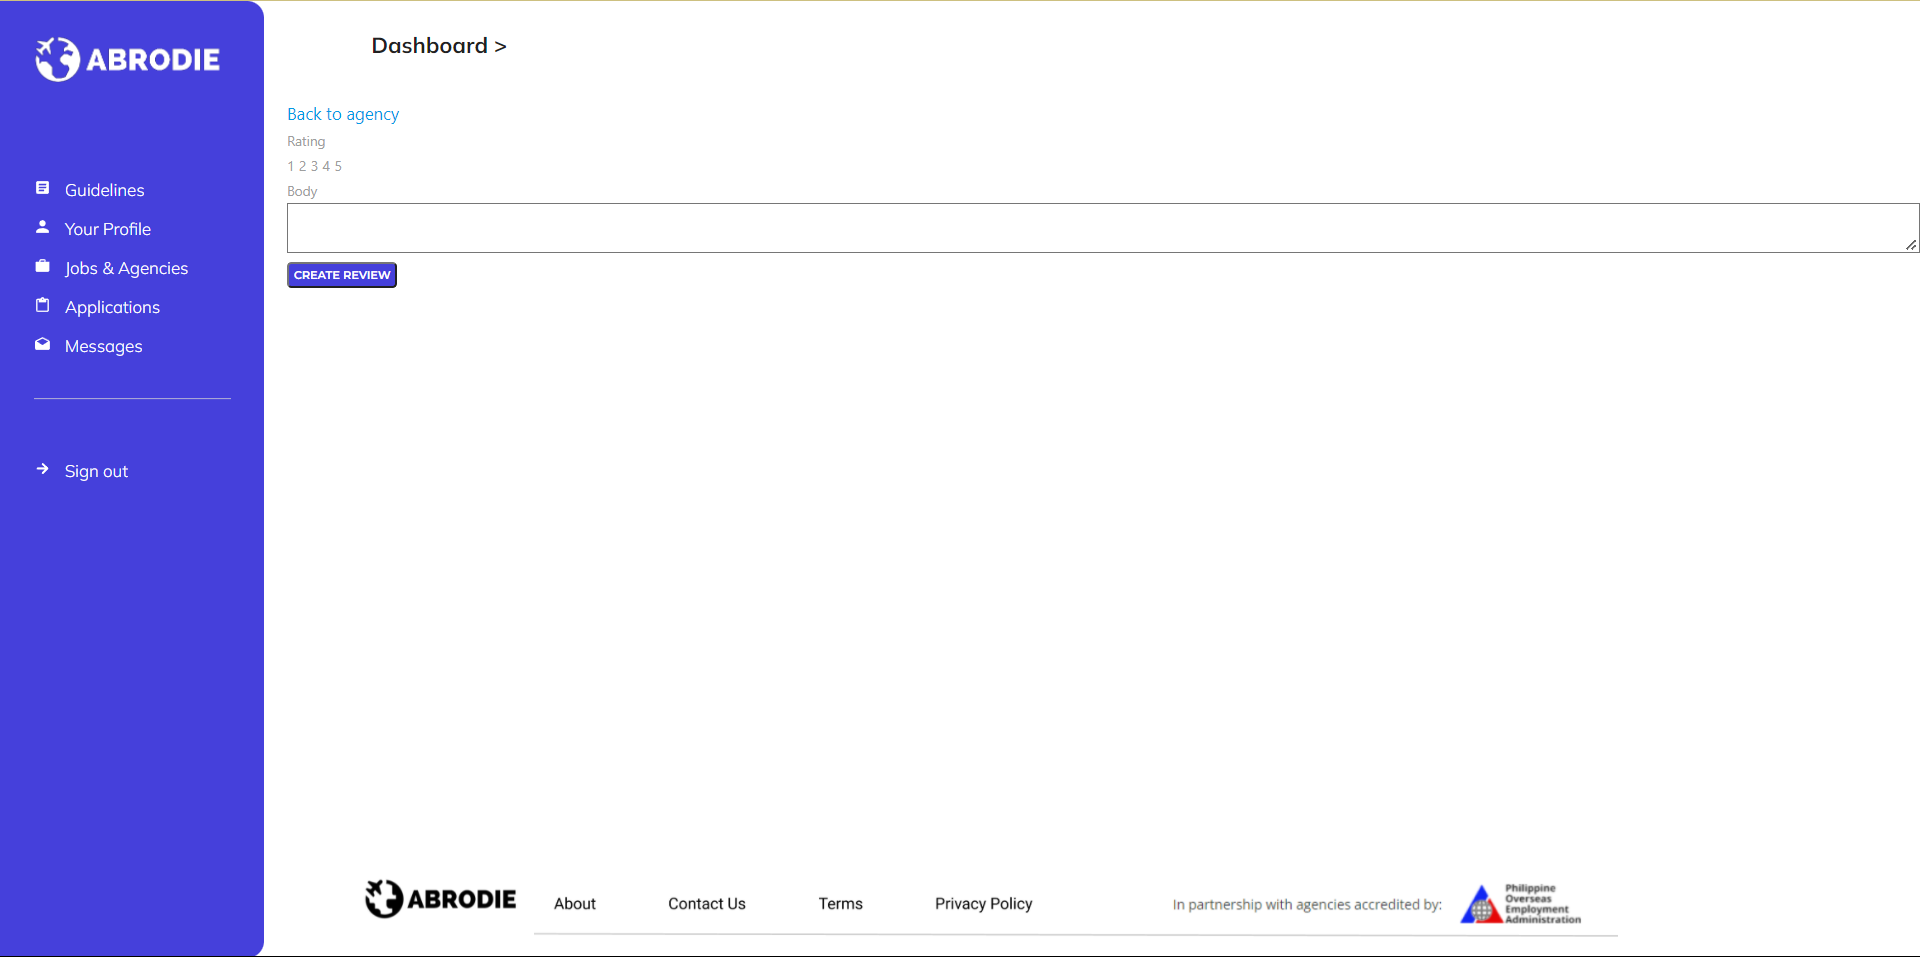 ABRODIE
Guidelines
Your Profile
Jobs & Agencies
Applications
Messages
Sign out
Dashboard >
Back to agency
Rating
1 2 3 4 5
Body
CREATE REVIEW
ABRODIE
About
Contact Us
Terms
Privacy Policy
In partnership with agencies accredited by:
Philippine
Overseas
Employment
Administration